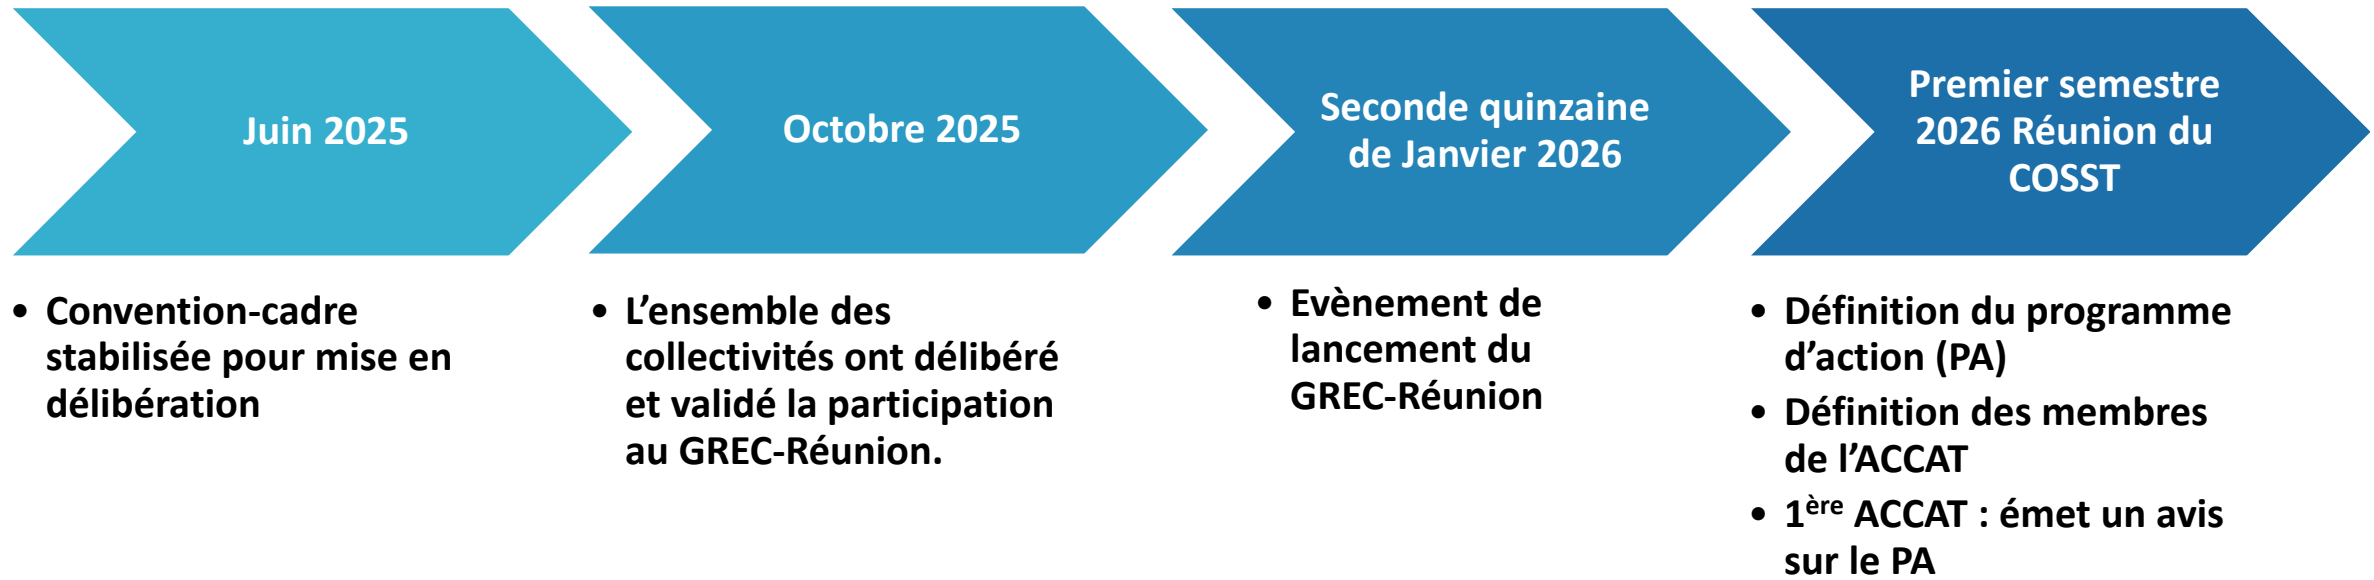 Juin 2025
• Convention-cadre
stabilisée pour mise en
délibération
Octobre 2025
• L’ensemble des
collectivités ont délibéré
et validé la participation
au GREC-Réunion.
Seconde quinzaine
de Janvier 2026
• Evènement de
lancement du
GREC-Réunion
Premier semestre
2026 Réunion du
COSST
• Définition du programme
d’action (PA)
• Définition des membres
de l’ACCAT
• 1ère ACCAT : émet un avis
sur le PA